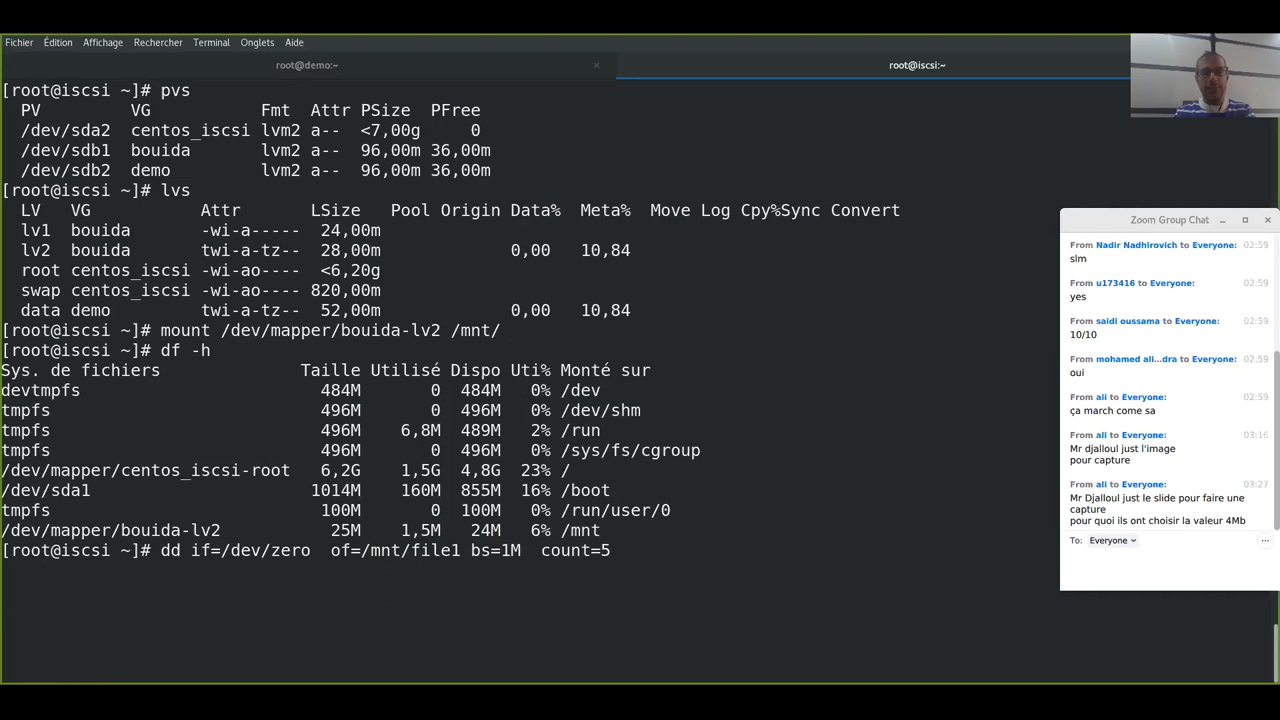 Fichier Édition Affichage Rechercher Terminal Onglets Aide
root@demo:~ × root@iscsi:~
[root@iscsi ~]# pvs
PV VG Fmt Attr PSize PFree
/dev/sda2 centos_iscsi lvm2 a-- <7,00g 0
/dev/sdb1 bouida lvm2 a-- 96,00m 36,00m
/dev/sdb2 demo lvm2 a-- 96,00m 36,00m
[root@iscsi ~]# lvs
LV VG Attr LSize Pool Origin Data% Meta% Move Log Cpy%Sync Convert
lv1 bouida -wi-a----- 24,00m
lv2 bouida twi-a-tz-- 28,00m 0,00 10,84
root centos_iscsi -wi-ao---- <6,20g
swap centos_iscsi -wi-ao---- 820,00m
data demo twi-a-tz-- 52,00m 0,00 10,84
[root@iscsi ~]# mount /dev/mapper/bouida-lv2 /mnt/
[root@iscsi ~]# df -h
Sys. de fichiers Taille Utilisé Dispo Uti% Monté sur
devtmpfs 484M 0 484M 0% /dev
tmpfs 496M 0 496M 0% /dev/shm
tmpfs 496M 6,8M 489M 2% /run
tmpfs 496M 0 496M 0% /sys/fs/cgroup
/dev/mapper/centos_iscsi-root 6,2G 1,5G 4,8G 23% /
/dev/sda1 1014M 160M 855M 16% /boot
tmpfs 100M 0 100M 0% /run/user/0
/dev/mapper/bouida-lv2 25M 1,5M 24M 6% /mnt
[root@iscsi ~]# dd if=/dev/zero of=/mnt/file1 bs=1M count=5
Zoom Group Chat
From Nadir Nadhirovich to Everyone: 02:59
slm
From u173416 to Everyone: 02:59
yes
From saidi oussama to Everyone: 02:59
10/10
From mohamed ali...dra to Everyone: 02:59
oui
From ali to Everyone: 02:59
ça march come sa
From ali to Everyone: 03:16
Mr djalloul just l'image
pour capture
From ali to Everyone: 03:27
Mr Djalloul just le slide pour faire une
capture
pour quoi ils ont choisir la valeur 4Mb
To: Everyone ...